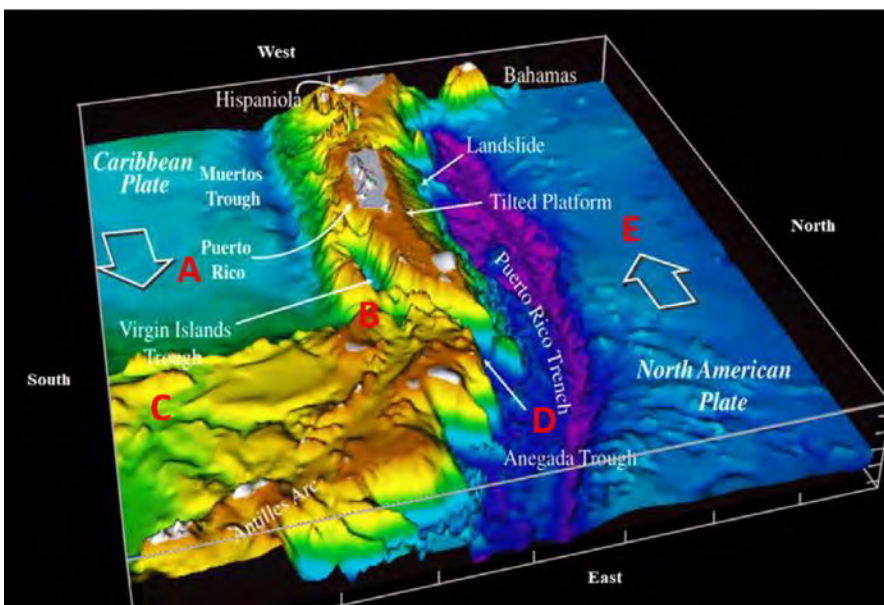 West
Bahamas
Hispaniola
Landslide
Caribbean
Plate
Muertos
Trough
Tilted Platform
North
E
A
Puerto
Rico
Puerto Rico Trench
Virgin Islands
Trough
B
South
C
D
North American
Plate
Anegada Trough
Antilles Arc
East